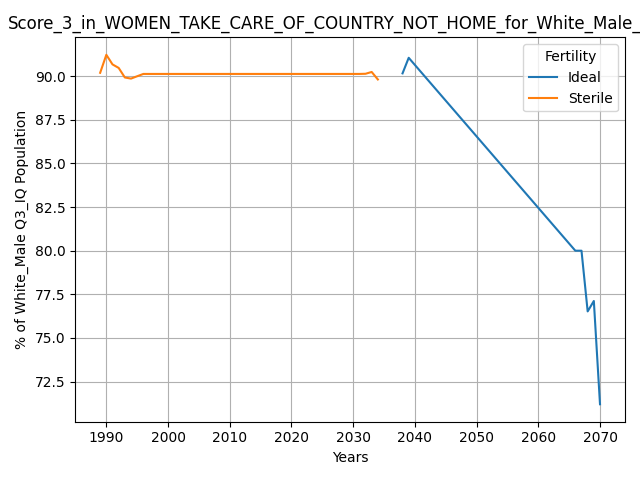 Score_3_in_WOMEN_TAKE_CARE_OF_COUNTRY_NOT_HOME_for_White_Male_
Fertility
Ideal
Sterile
% of White_Male Q3_IQ Population
90.0
87.5
85.0
82.5
80.0
77.5
75.0
72.5
1990 2000 2010 2020 2030 2040 2050 2060 2070
Years